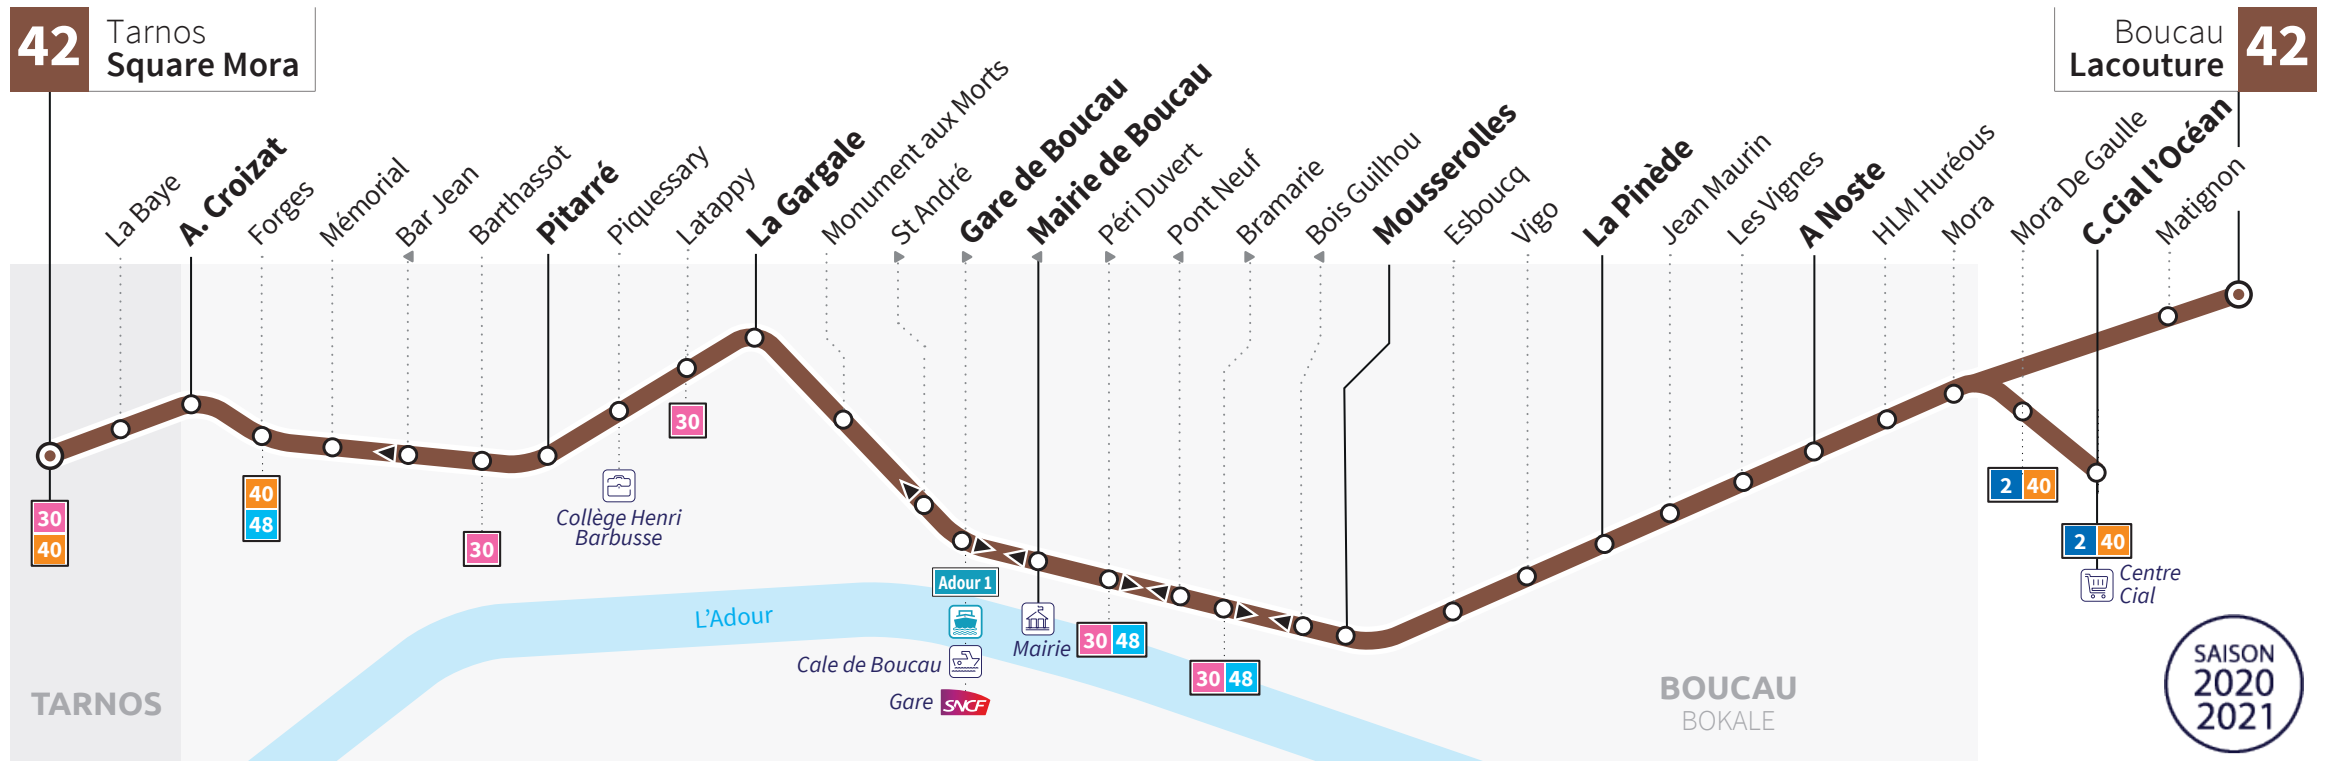 42
Tarnos
Square Mora
Boucau
Lacouture
42
La Baye
A. Croizat
Forges
Mémorial
Bar Jean
Barthassot
Pitarré
Piquessary
Latappy
La Gargale
Monument aux Morts
St André
Gare de Boucau
Mairie de Boucau
Péri Duvert
Pont Neuf
Bramarie
Bois Guilhou
Mousserolles
Esboucq
Vigo
La Pinède
Jean Maurin
Les Vignes
A Noste
HLM Huréous
Mora
Mora De Gaulle
C.Cial l'Océan
Matignon
30
40
40
48
30
Collège Henri
Barbusse
30
L'Adour
Adour 1
Cale de Boucau
Gare
SNCF
Mairie
30 48
30 48
2 40
2 40
Centre
Cial
TARNOS
BOUCAU
BOKALE
SAISON
2020
2021